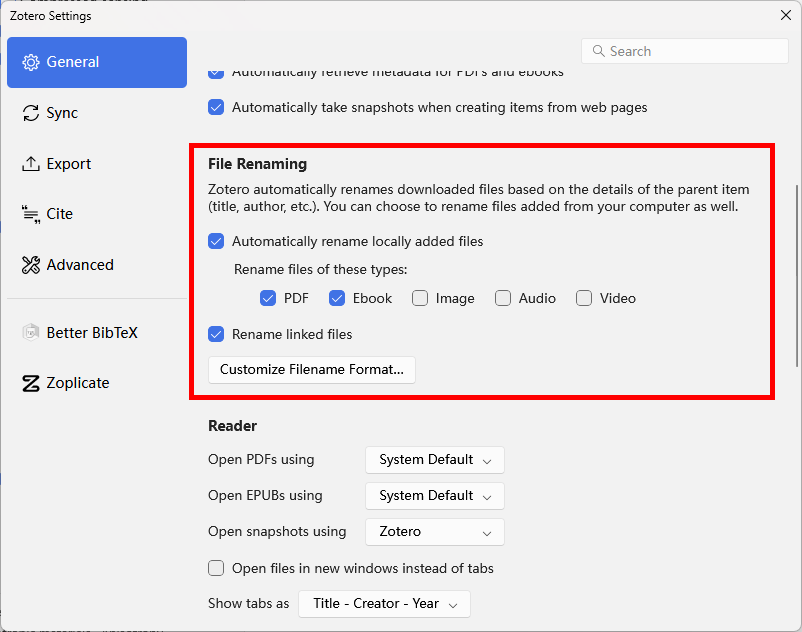 Zotero Settings
General
Sync
Export
Cite
Advanced
Better BibTeX
Zoplicate
Search
Automatically retrieve metadata for PDFs and ebooks
Automatically take snapshots when creating items from web pages
File Renaming
Zotero automatically renames downloaded files based on the details of the parent item
(title, author, etc.). You can choose to rename files added from your computer as well.
Automatically rename locally added files
Rename files of these types:
PDF Ebook Image Audio Video
Rename linked files
Customize Filename Format...
Reader
Open PDFs using System Default
Open EPUBs using System Default
Open snapshots using Zotero
Open files in new windows instead of tabs
Show tabs as Title - Creator - Year